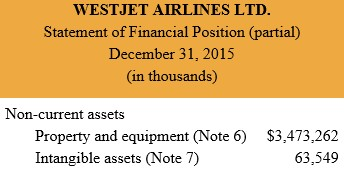 WESTJET AIRLINES LTD.
Statement of Financial Position (partial)
December 31, 2015
(in thousands)
Non-current assets
Property and equipment (Note 6) $3,473,262
Intangible assets (Note 7) 63,549